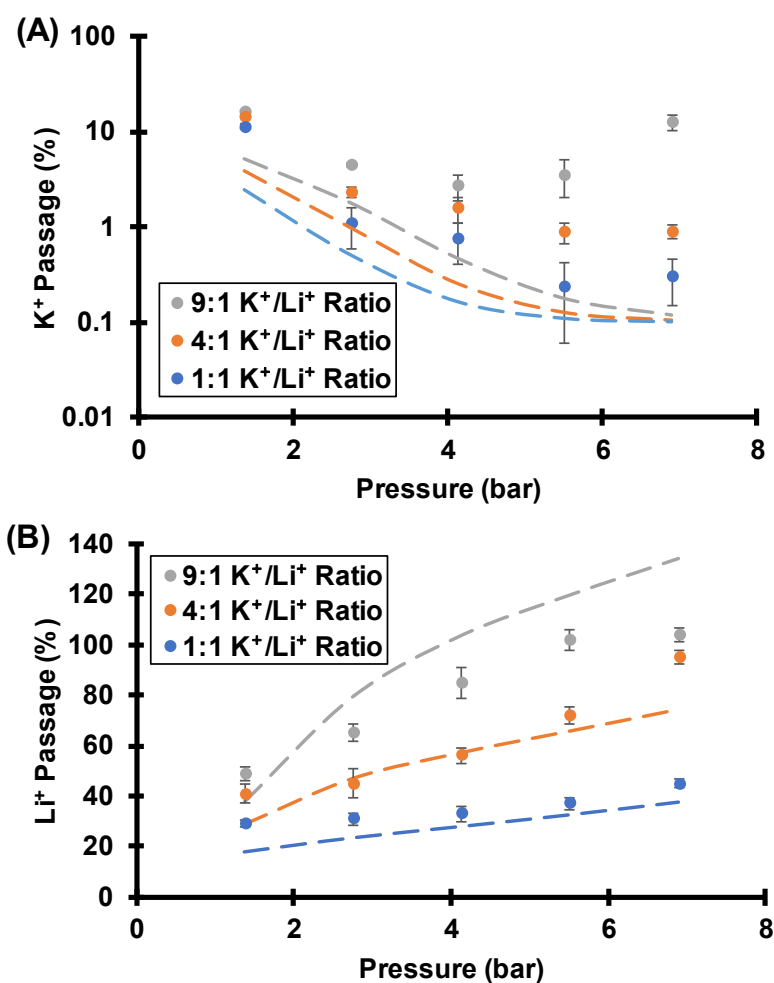 (A)
100
10
1
0.1
0.01
K⁺ Passage (%)
9:1 K⁺/Li⁺ Ratio
4:1 K⁺/Li⁺ Ratio
1:1 K⁺/Li⁺ Ratio
0 2 4 6 8
Pressure (bar)
(B)
140
120
100
80
60
40
20
0
Li⁺ Passage (%)
9:1 K⁺/Li⁺ Ratio
4:1 K⁺/Li⁺ Ratio
1:1 K⁺/Li⁺ Ratio
0 2 4 6 8
Pressure (bar)